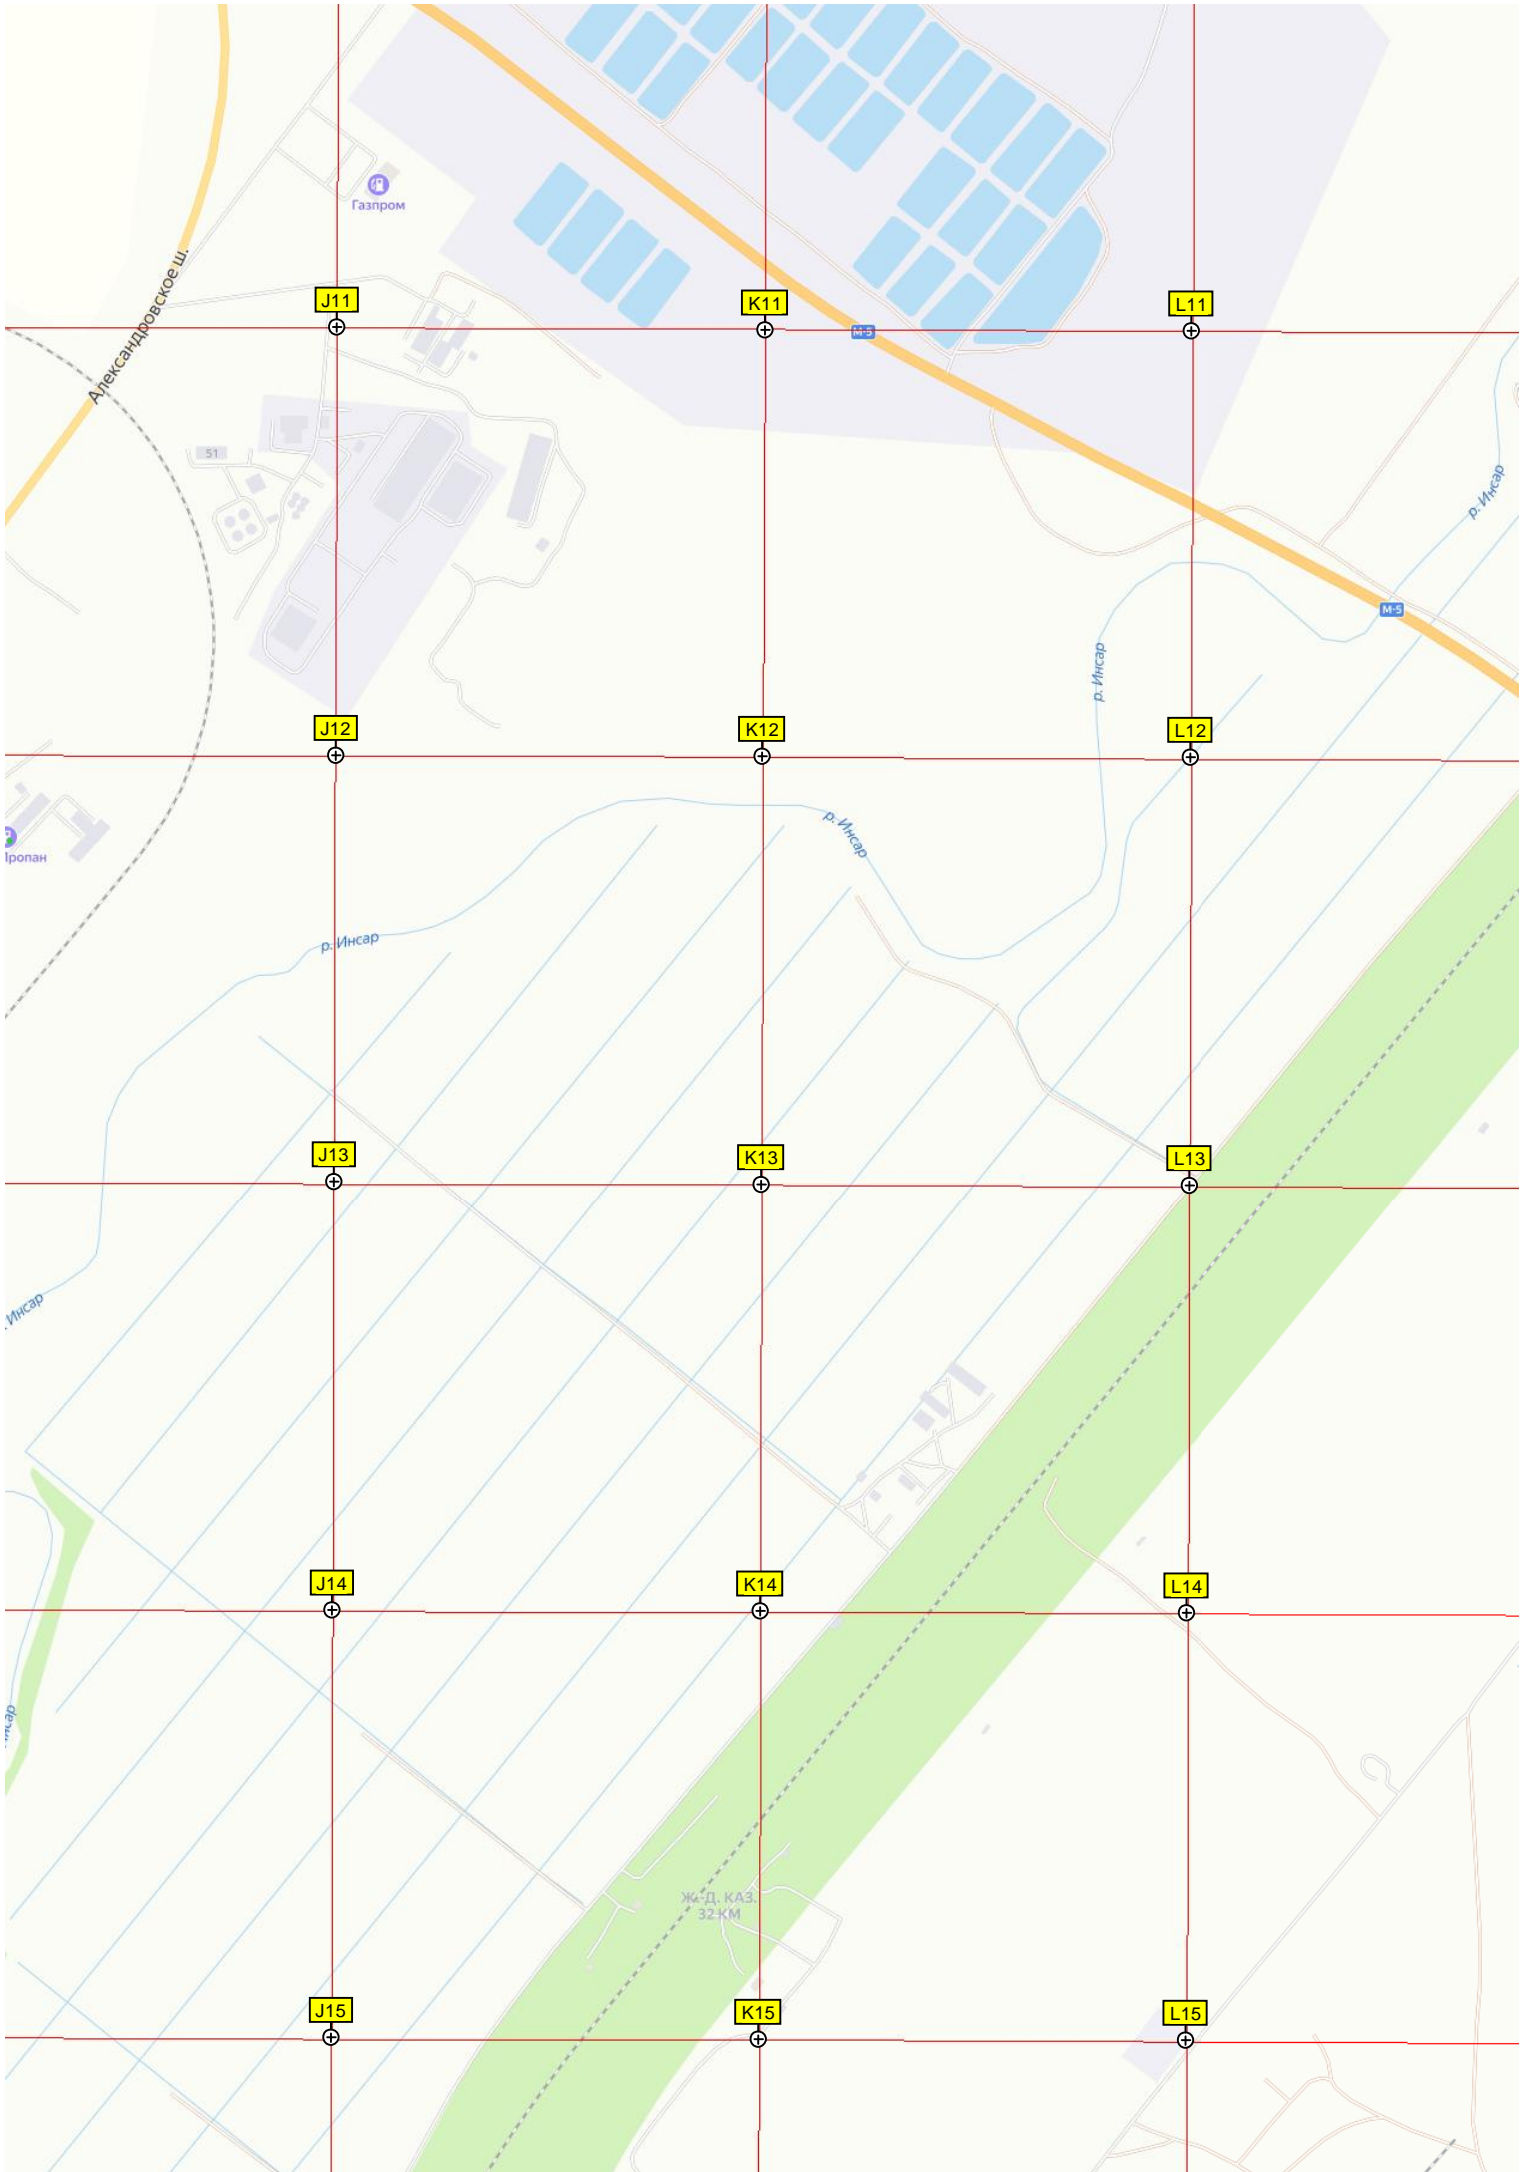 Газпром
Александровское ш.
J11
K11
L11
М-5
51
р. Инсар
М-5
р. Инсар
J12
K12
L12
р. Инсар
Пропан
р. Инсар
J13
K13
L13
Инсар
J14
K14
L14
Ж.-Д. КАЗ.
32 КМ
J15
K15
L15